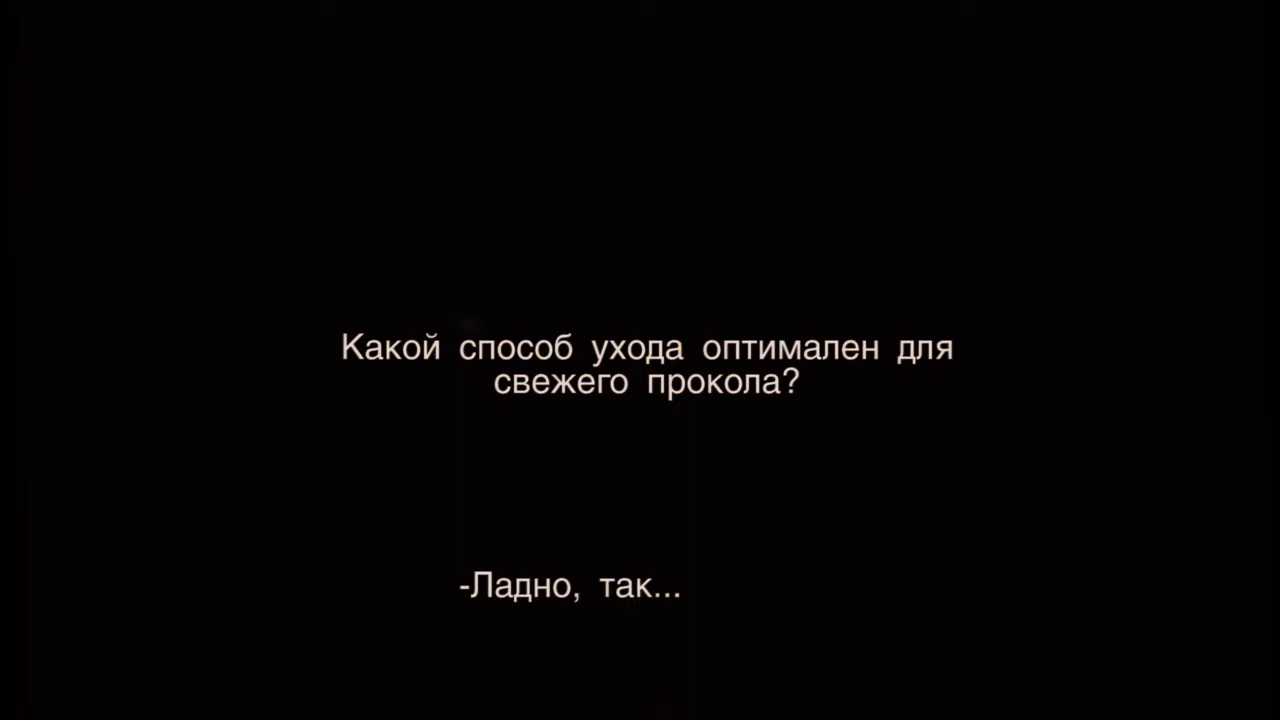 Какой способ ухода оптимален для
свежего прокола?
-Ладно, так...